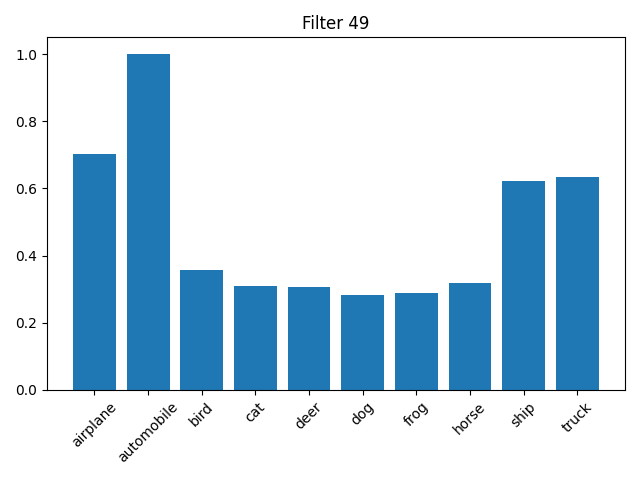 Filter 49
1.0
0.8
0.6
0.4
0.2
0.0
airplane
automobile
bird
cat
deer
dog
frog
horse
ship
truck